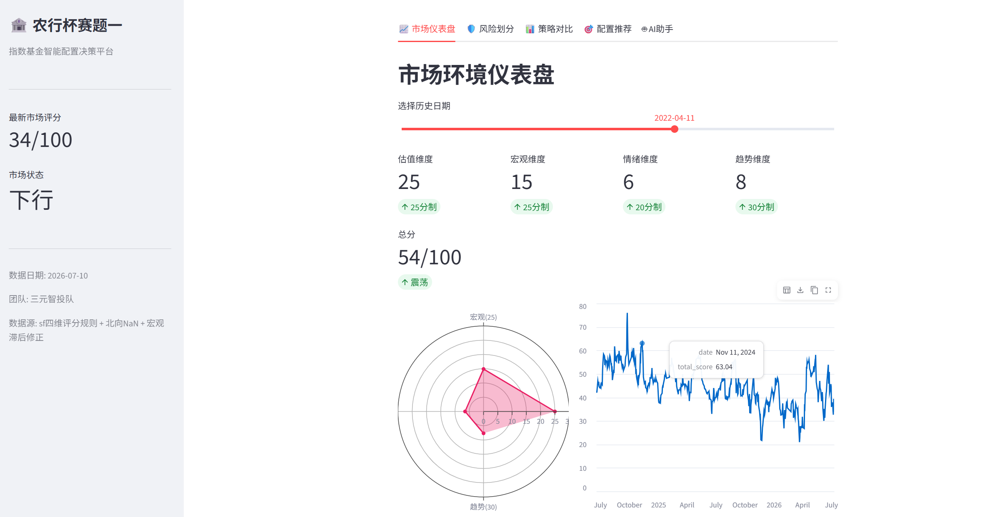 农行杯赛题一
指数基金智能配置决策平台
最新市场评分
34/100
市场状态
下行
数据日期: 2026-07-10
团队: 三元智投队
数据源: sf四维评分规则 + 北向NaN + 宏观
滞后修正
市场仪表盘 风险划分 策略对比 配置推荐 AI助手
市场环境仪表盘
选择历史日期
2022-04-11
估值维度 宏观维度 情绪维度 趋势维度
25 15 6 8
↑ 25分制 ↑ 25分制 ↑ 20分制 ↑ 30分制
总分
54/100
↑ 震荡
宏观(25)
0 5 10 15 20 25 3
趋势(30)
80
70
60
50
40
30
20
10
0
date Nov 11, 2024
total_score 63.04
July October 2025 April July October 2026 April July